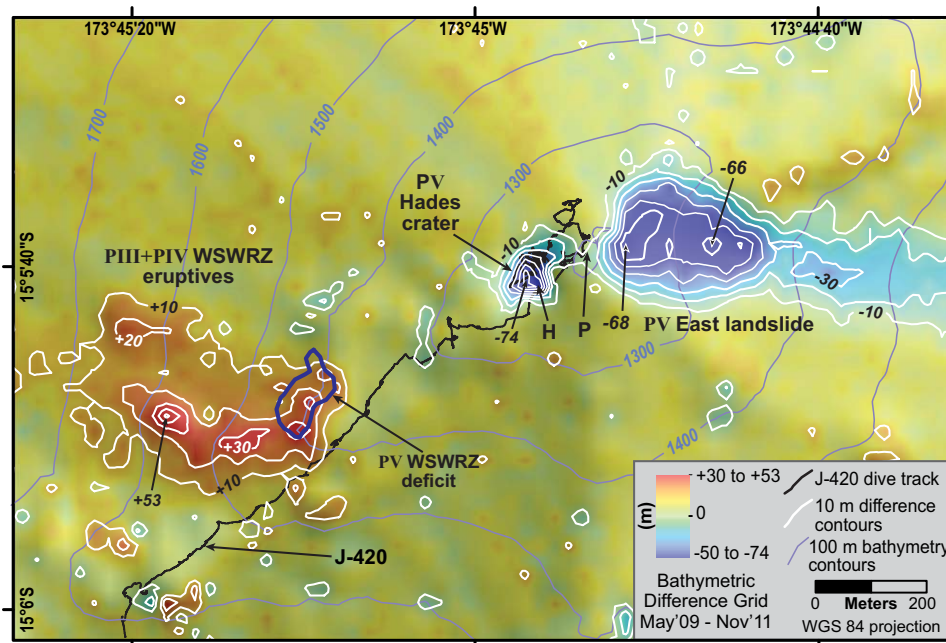 173°45'20"W
173°45'W
173°44'40"W
1700
1600
1500
1400
1300
-10
-66
PV
Hades
crater
-10
PIII+PIV WSWRZ
eruptives
15°5'40"S
+10
+20
-30
-10
-74
H
P
-68
PV East landslide
1300
1400
+30
+53
+10
PV WSWRZ
deficit
J-420
15°6'S
+30 to +53
(m)
0
-50 to -74
Bathymetric
Difference Grid
May'09 - Nov'11
J-420 dive track
10 m difference
contours
100 m bathymetry
contours
0 Meters 200
WGS 84 projection